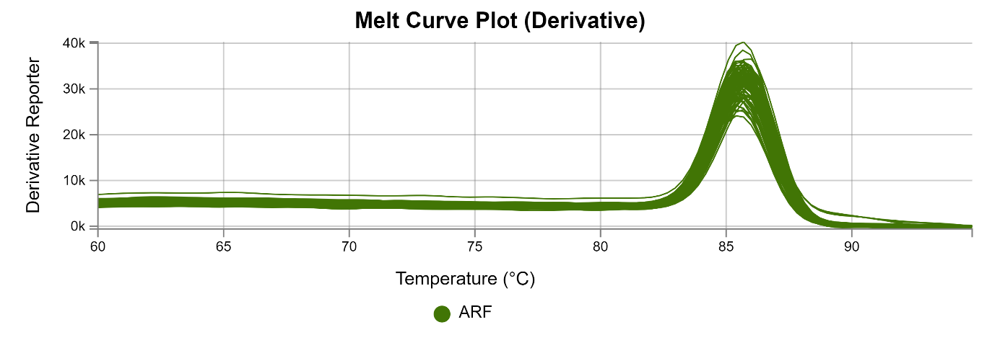 Melt Curve Plot (Derivative)
Derivative Reporter
40k
30k
20k
10k
0k
60 65 70 75 80 85 90
Temperature (°C)
ARF